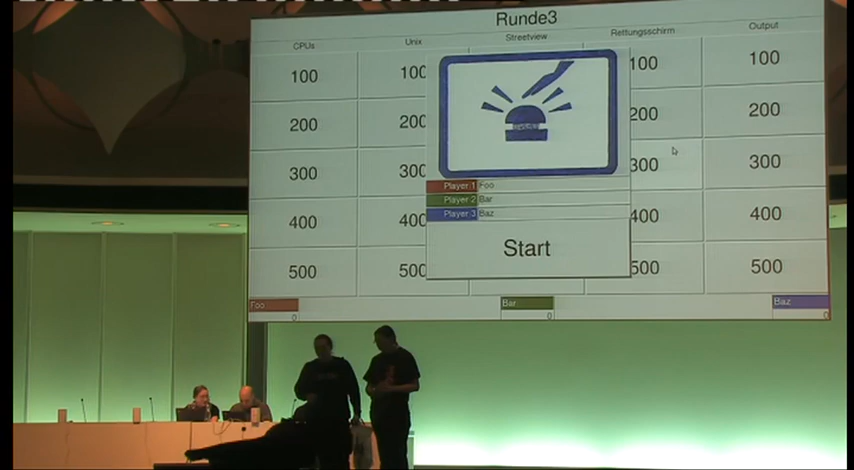 Runde3
CPUs Unix Streetview Rettungsschirm Output
100 100 100 100
200 200 200 200
300 300 300 300
400 400 400 400
500 500 500 500
Player 1 Foo
Player 2 Bar
Player 3 Baz
Start
Foo Bar Baz
0 0 0